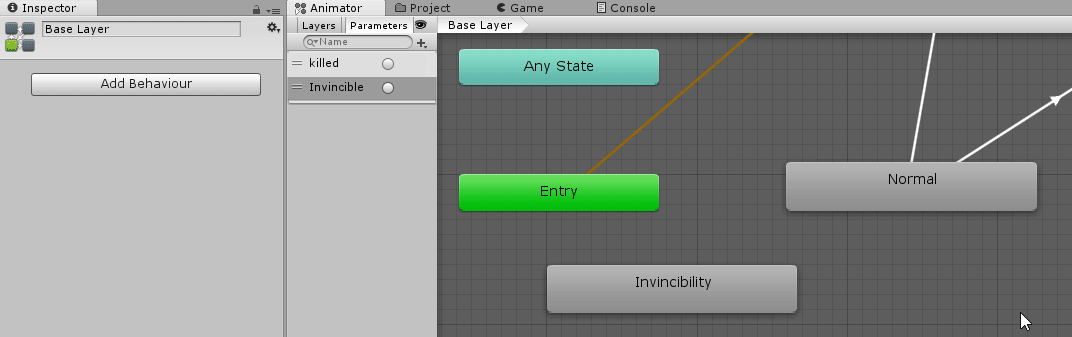 Inspector
Base Layer
Add Behaviour
Animator
Project
Game
Console
Layers
Parameters
Base Layer
Name
killed
Invincible
Any State
Entry
Normal
Invincibility